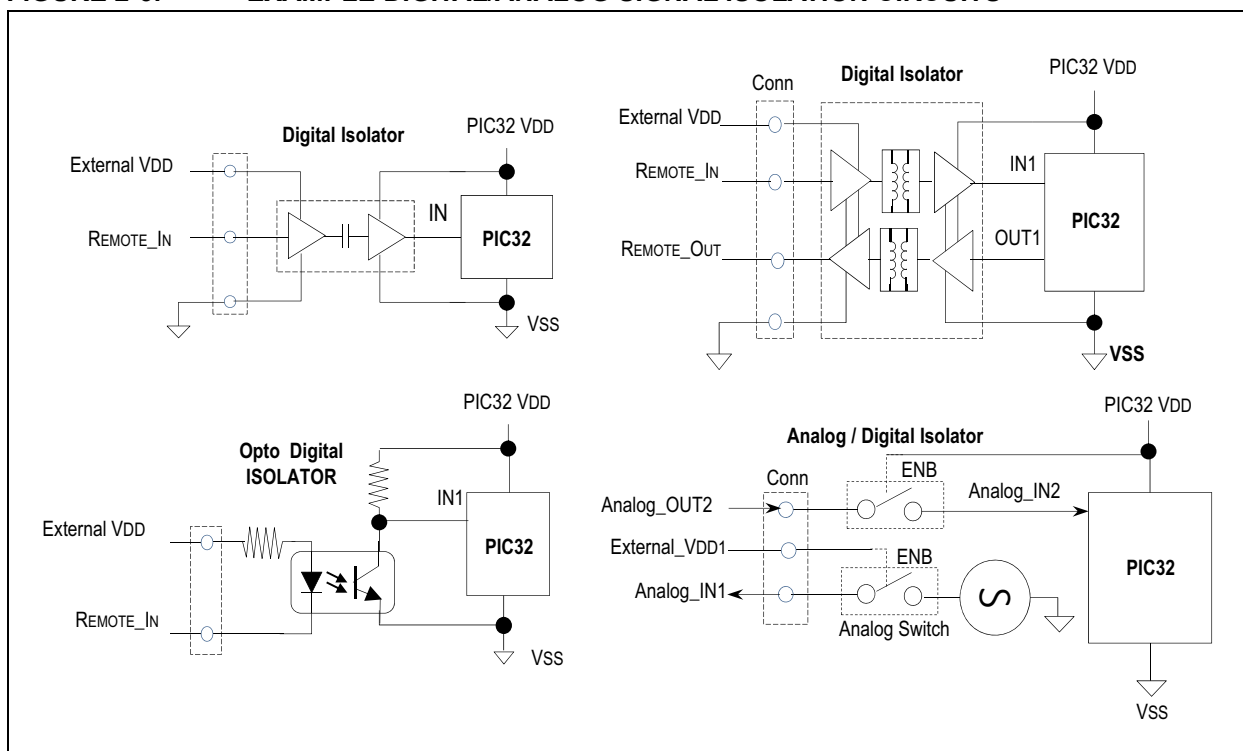 Digital Isolator
PIC32 VDD
External VDD
REMOTE_IN
IN
PIC32
VSS
Conn
Digital Isolator
PIC32 VDD
External VDD
REMOTE_IN
IN1
PIC32
REMOTE_OUT
OUT1
VSS
PIC32 VDD
Opto Digital
ISOLATOR
IN1
External VDD
PIC32
REMOTE_IN
VSS
PIC32 VDD
Analog / Digital Isolator
Conn
ENB
Analog_OUT2
Analog_IN2
External_VDD1
ENB
PIC32
Analog_IN1
Analog Switch
VSS